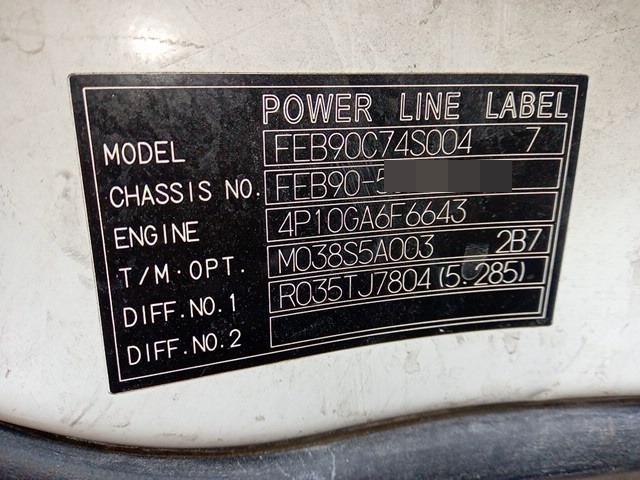 POWER LINE LABEL
MODEL FEB90C74S004 7
CHASSIS NO. FEB90-5
ENGINE 4P10GA6F6643
T/M·OPT. M038S5A003 2B7
DIFF.NO.1 R035TJ7804 (5.285)
DIFF.NO.2